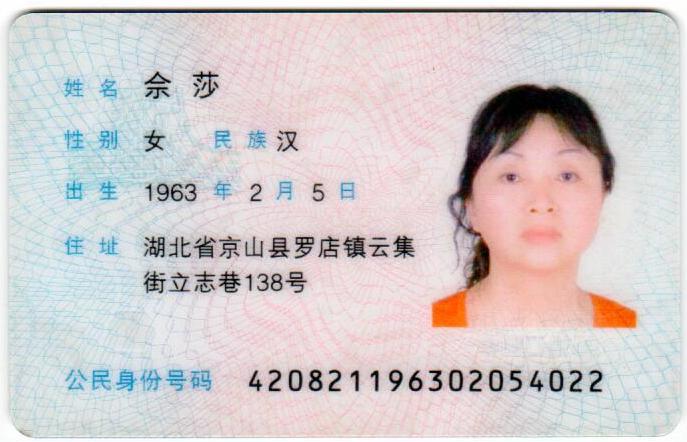 姓名 佘莎
性别 女 民族 汉
出生 1963 年 2 月 5 日
住址 湖北省京山县罗店镇云集
街立志巷138号
公民身份号码 420821196302054022